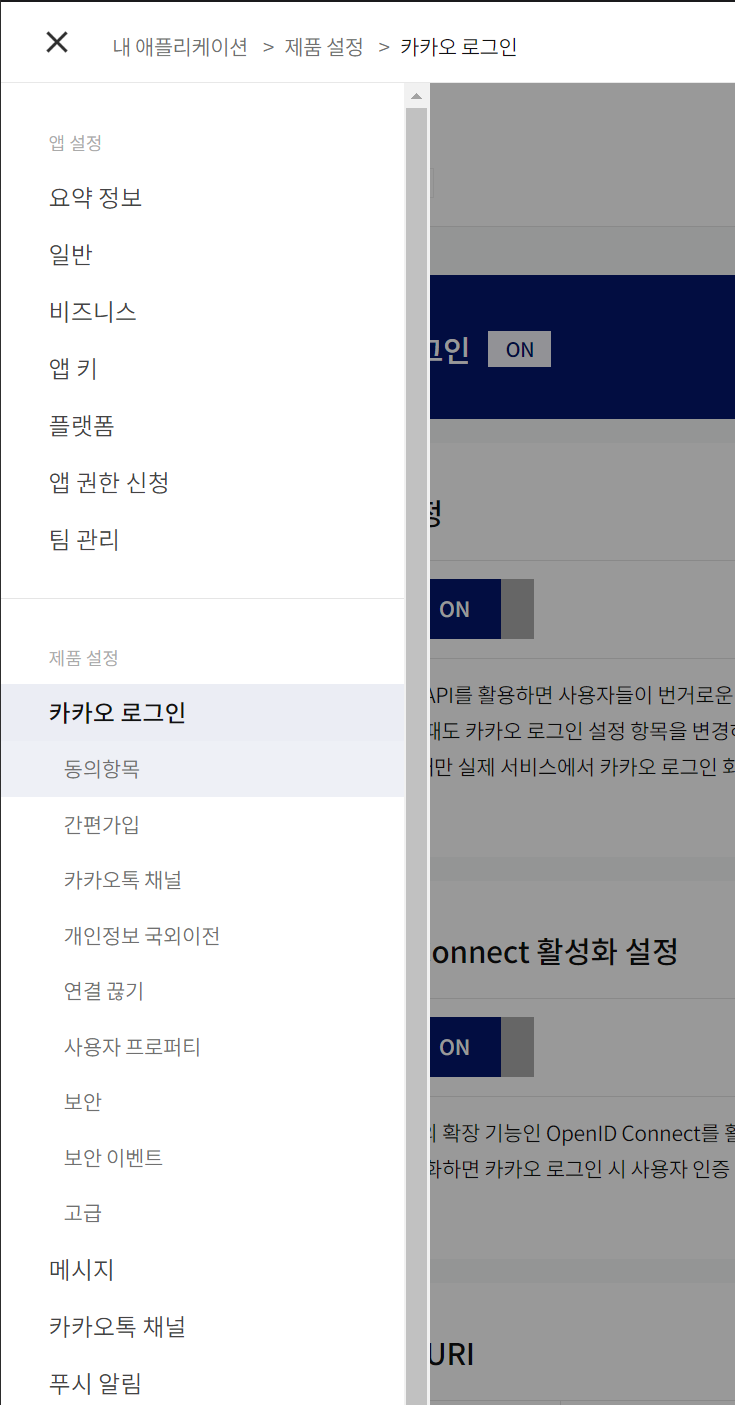 내 애플리케이션 > 제품 설정 > 카카오 로그인
앱 설정
요약 정보
일반
비즈니스
앱 키
플랫폼
앱 권한 신청
팀 관리
제품 설정
카카오 로그인
동의항목
간편가입
카카오톡 채널
개인정보 국외이전
연결 끊기
사용자 프로퍼티
보안
보안 이벤트
고급
메시지
카카오톡 채널
푸시 알림
그인 ON
정
ON
API를 활용하면 사용자들이 번거로운
때도 카카오 로그인 설정 항목을 변경
만 실제 서비스에서 카카오 로그인
onnect 활성화 설정
ON
확장 기능인 OpenID Connect를
화하면 카카오 로그인 시 사용자 인증
URI